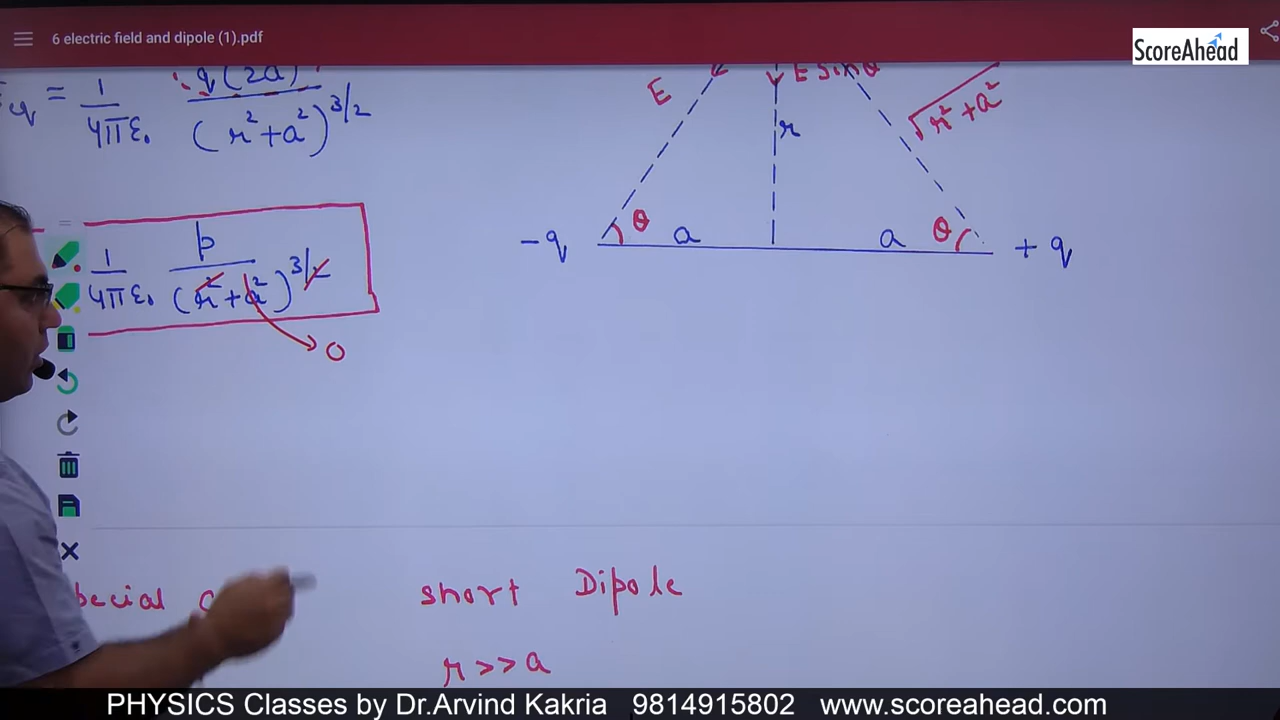 6 electric field and dipole (1).pdf
ScoreAhead
q = 1/4πε₀ q(2a)/(r²+a²)^3/2
E
E sinθ
√r²+a²
r
-q θ a a θ +q
1/4πε₀ p/(r²+a²)^3/2
0
short Dipole
r >> a
PHYSICS Classes by Dr.Arvind Kakria 9814915802 www.scoreahead.com